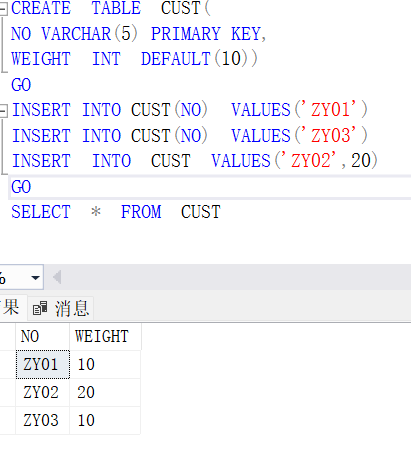 CREATE TABLE CUST(
NO VARCHAR(5) PRIMARY KEY,
WEIGHT INT DEFAULT(10))
GO
INSERT INTO CUST(NO) VALUES('ZY01')
INSERT INTO CUST(NO) VALUES('ZY03')
INSERT INTO CUST VALUES('ZY02',20)
GO
SELECT * FROM CUST
%
果 消息
NO WEIGHT
ZY01 10
ZY02 20
ZY03 10